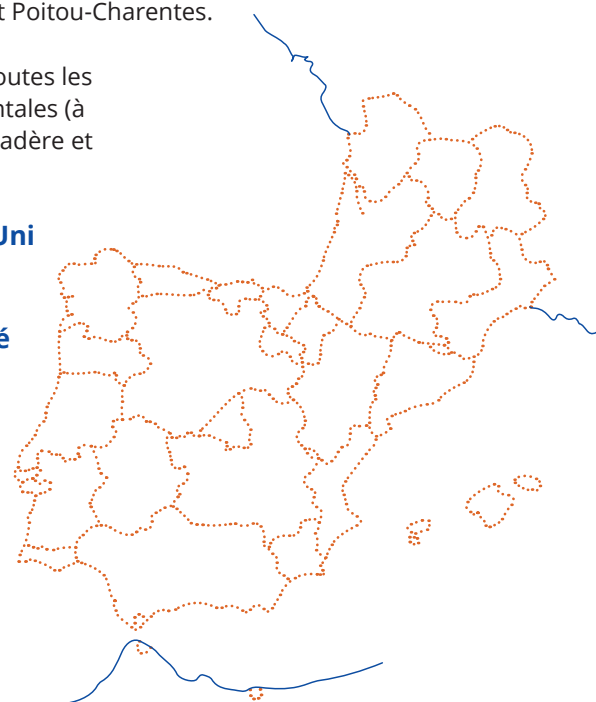 t Poitou-Charentes.
outes les
ntales (à
adère et
Uni
é